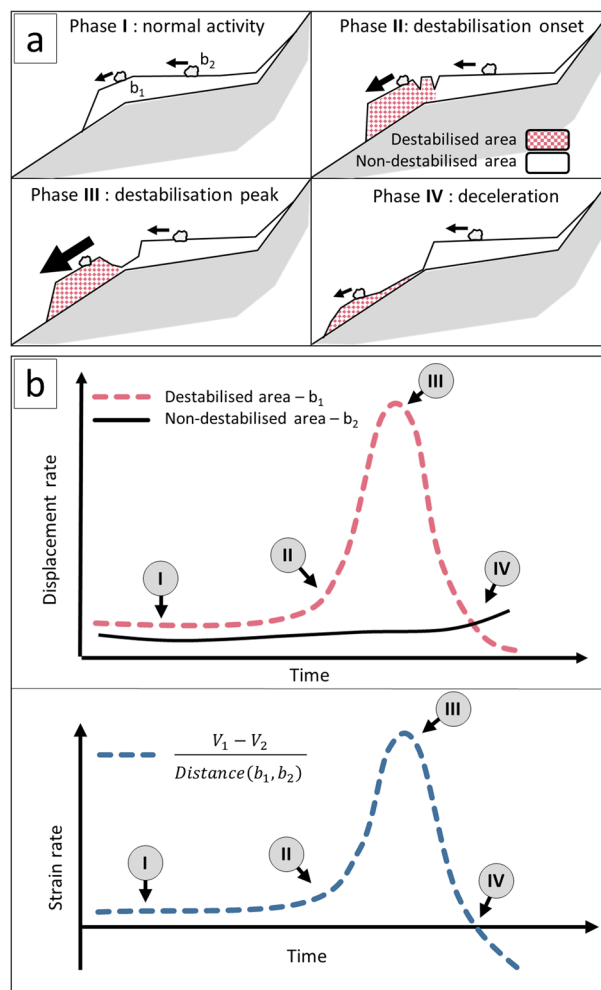 a
Phase I : normal activity
b1
b2
Phase II: destabilisation onset
Destabilised area
Non-destabilised area
Phase III : destabilisation peak
Phase IV : deceleration
b
Destabilised area – b1
Non-destabilised area – b2
III
II
I
IV
Displacement rate
Time
V1 − V2
Distance(b1, b2)
III
II
I
IV
Strain rate
Time